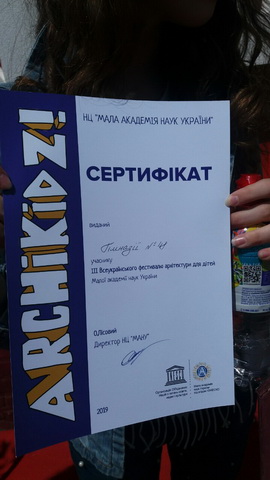 НЦ "МАЛА АКАДЕМІЯ НАУК УКРАЇНИ"
СЕРТИФІКАТ
виданий
Гімназії №
учаснику
ІІІ Всеукраїнського фестивалю архітектури для дітей
Малої академії наук України
О.Лісовий
Директор НЦ "МАНУ"
2019
ARCHIKIDZ!